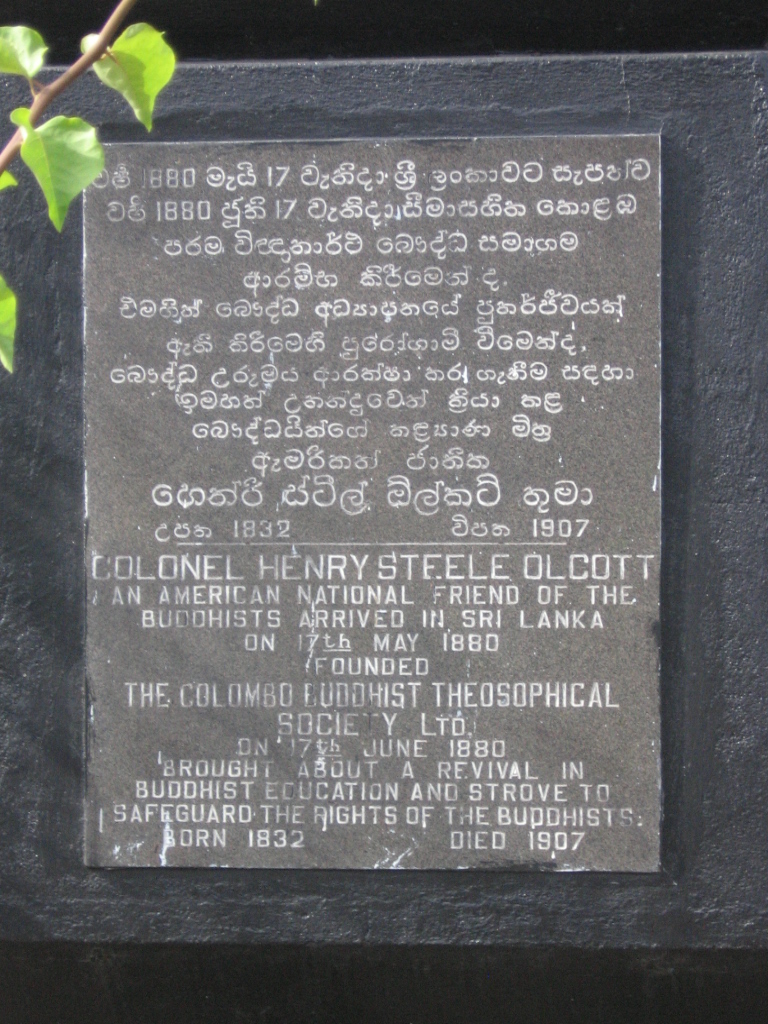 වර්ෂ 1880 මැයි 17 වැනිදා ශ්‍රී ලංකාවට සැපත්ව
වර්ෂ 1880 ජූනි 17 වැනිදා සීමාසහිත කොළඹ
පරම විඥානාර්ථ බෞද්ධ සමාගම
ආරම්භ කිරීමෙන් ද,
එමගින් බෞද්ධ අධ්‍යාපනයේ පුනර්ජීවයක්
ඇති කිරීමෙහි පුරෝගාමී වීමෙන්ද,
බෞද්ධ උරුමය ආරක්ෂා කර ගැනීම සඳහා
ඉමහත් උනන්දුවෙන් ක්‍රියා කළ
බෞද්ධයින්ගේ කළ්‍යාණ මිත්‍ර
ඇමරිකන් ජාතික
හෙන්රි ස්ටීල් ඕල්කට් තුමා
උපත 1832 විපත 1907
COLONEL HENRY STEELE OLCOTT
AN AMERICAN NATIONAL FRIEND OF THE
BUDDHISTS ARRIVED IN SRI LANKA
ON 17th MAY 1880
FOUNDED
THE COLOMBO BUDDHIST THEOSOPHICAL
SOCIETY LTD,
ON 17th JUNE 1880
BROUGHT ABOUT A REVIVAL IN
BUDDHIST EDUCATION AND STROVE TO
SAFEGUARD THE RIGHTS OF THE BUDDHISTS:
BORN 1832 DIED 1907